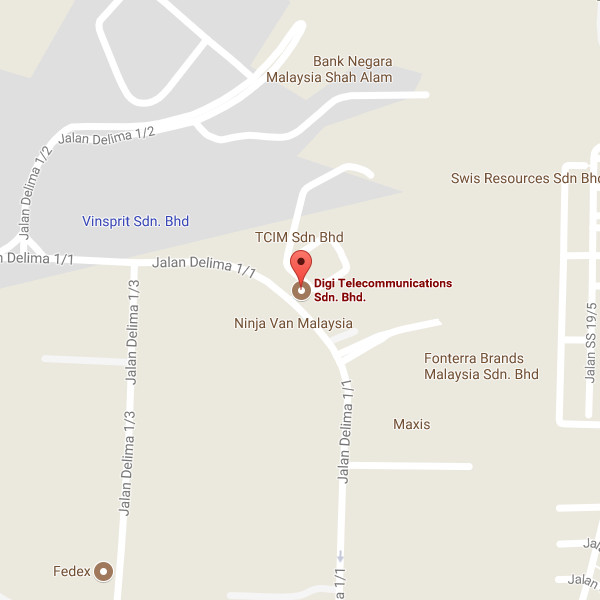 Bank Negara
Malaysia Shah Alam
Jalan Delima 1/2
Jalan Delima 1/2
Swis Resources Sdn Bhd
Vinsprit Sdn. Bhd
TCIM Sdn Bhd
n Delima 1/1
Jalan Delima 1/1
Digi Telecommunications
Sdn. Bhd.
Jalan Delima 1/3
Ninja Van Malaysia
Jalan SS 19/5
Fonterra Brands
Malaysia Sdn. Bhd
Jalan Delima 1/1
Maxis
Jalan Delima 1/3
Jala
Fedex
Jalan
a 1/1